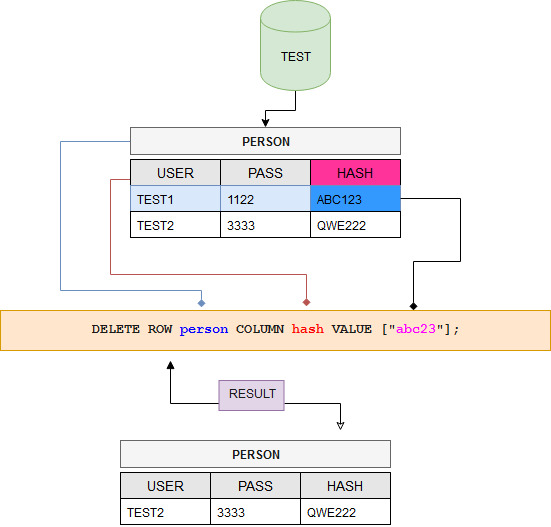 TEST
PERSON
USER PASS HASH
TEST1 1122 ABC123
TEST2 3333 QWE222
DELETE ROW person COLUMN hash VALUE ["abc23"];
RESULT
PERSON
USER PASS HASH
TEST2 3333 QWE222